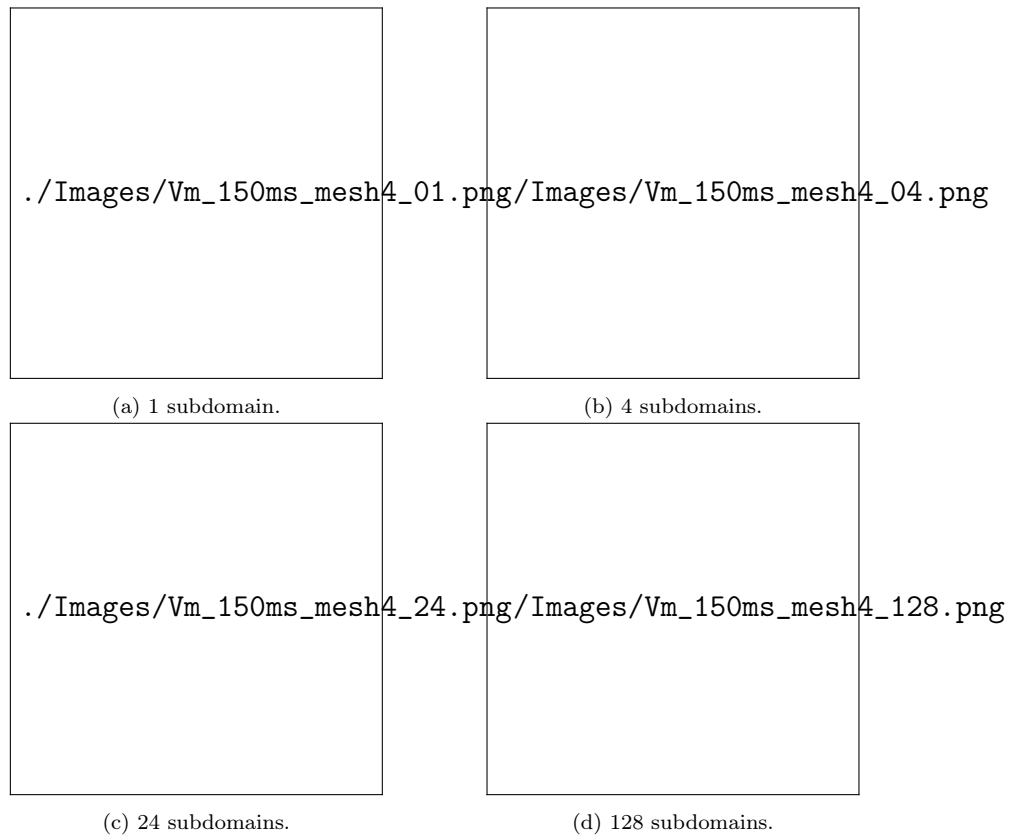 ./Images/Vm_150ms_mesh4_01.png/Images/Vm_150ms_mesh4_04.png
(a) 1 subdomain.
(b) 4 subdomains.
./Images/Vm_150ms_mesh4_24.png/Images/Vm_150ms_mesh4_128.png
(c) 24 subdomains.
(d) 128 subdomains.